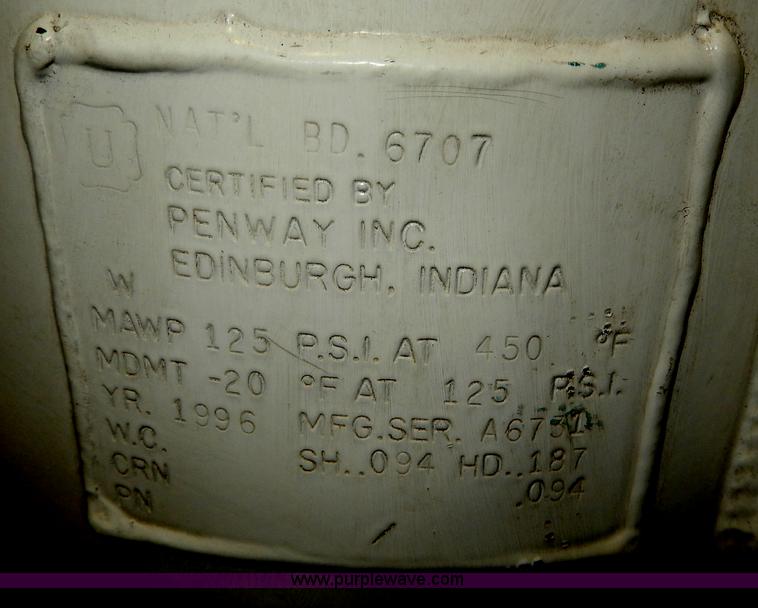 U NAT'L BD. 6707
CERTIFIED BY
PENWAY INC.
EDINBURGH, INDIANA
W
MAWP 125 P.S.I. AT 450 °F
MDMT -20 °F AT 125 P.S.I.
YR. 1996 MFG.SER.
W.C. SH..094 HD..187
CRN .094
PN
www.purplewave.com